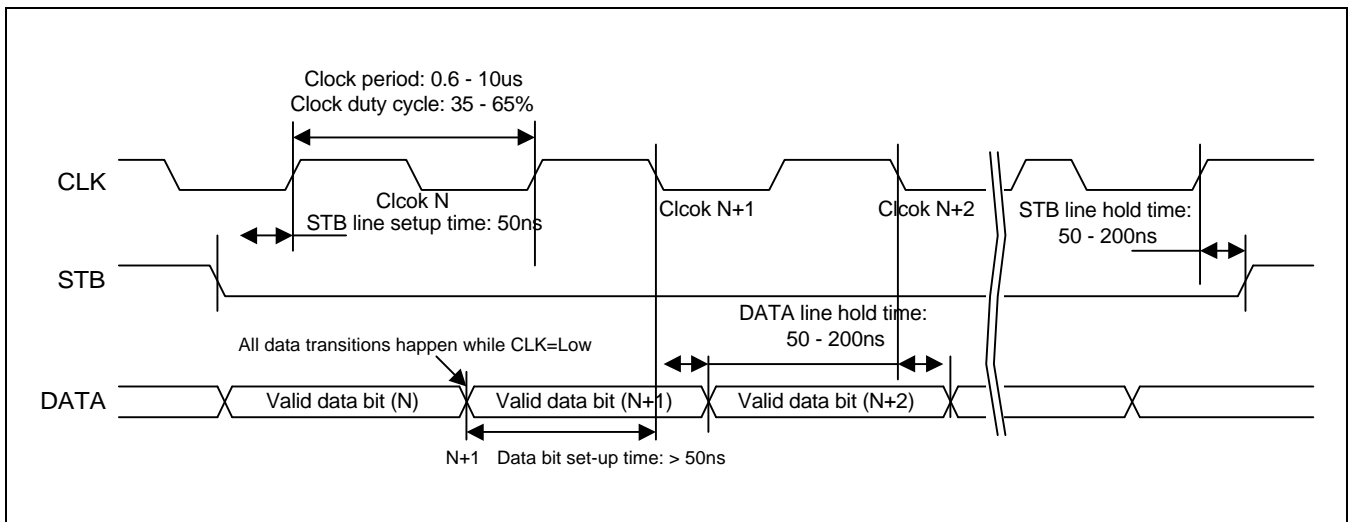 Clock period: 0.6 - 10us
Clock duty cycle: 35 - 65%
CLK
Clcok N
Clcok N+1
Clcok N+2
STB line setup time: 50ns
STB line hold time:
50 - 200ns
STB
DATA line hold time:
50 - 200ns
All data transitions happen while CLK=Low
DATA
Valid data bit (N)
Valid data bit (N+1)
Valid data bit (N+2)
N+1
Data bit set-up time: > 50ns